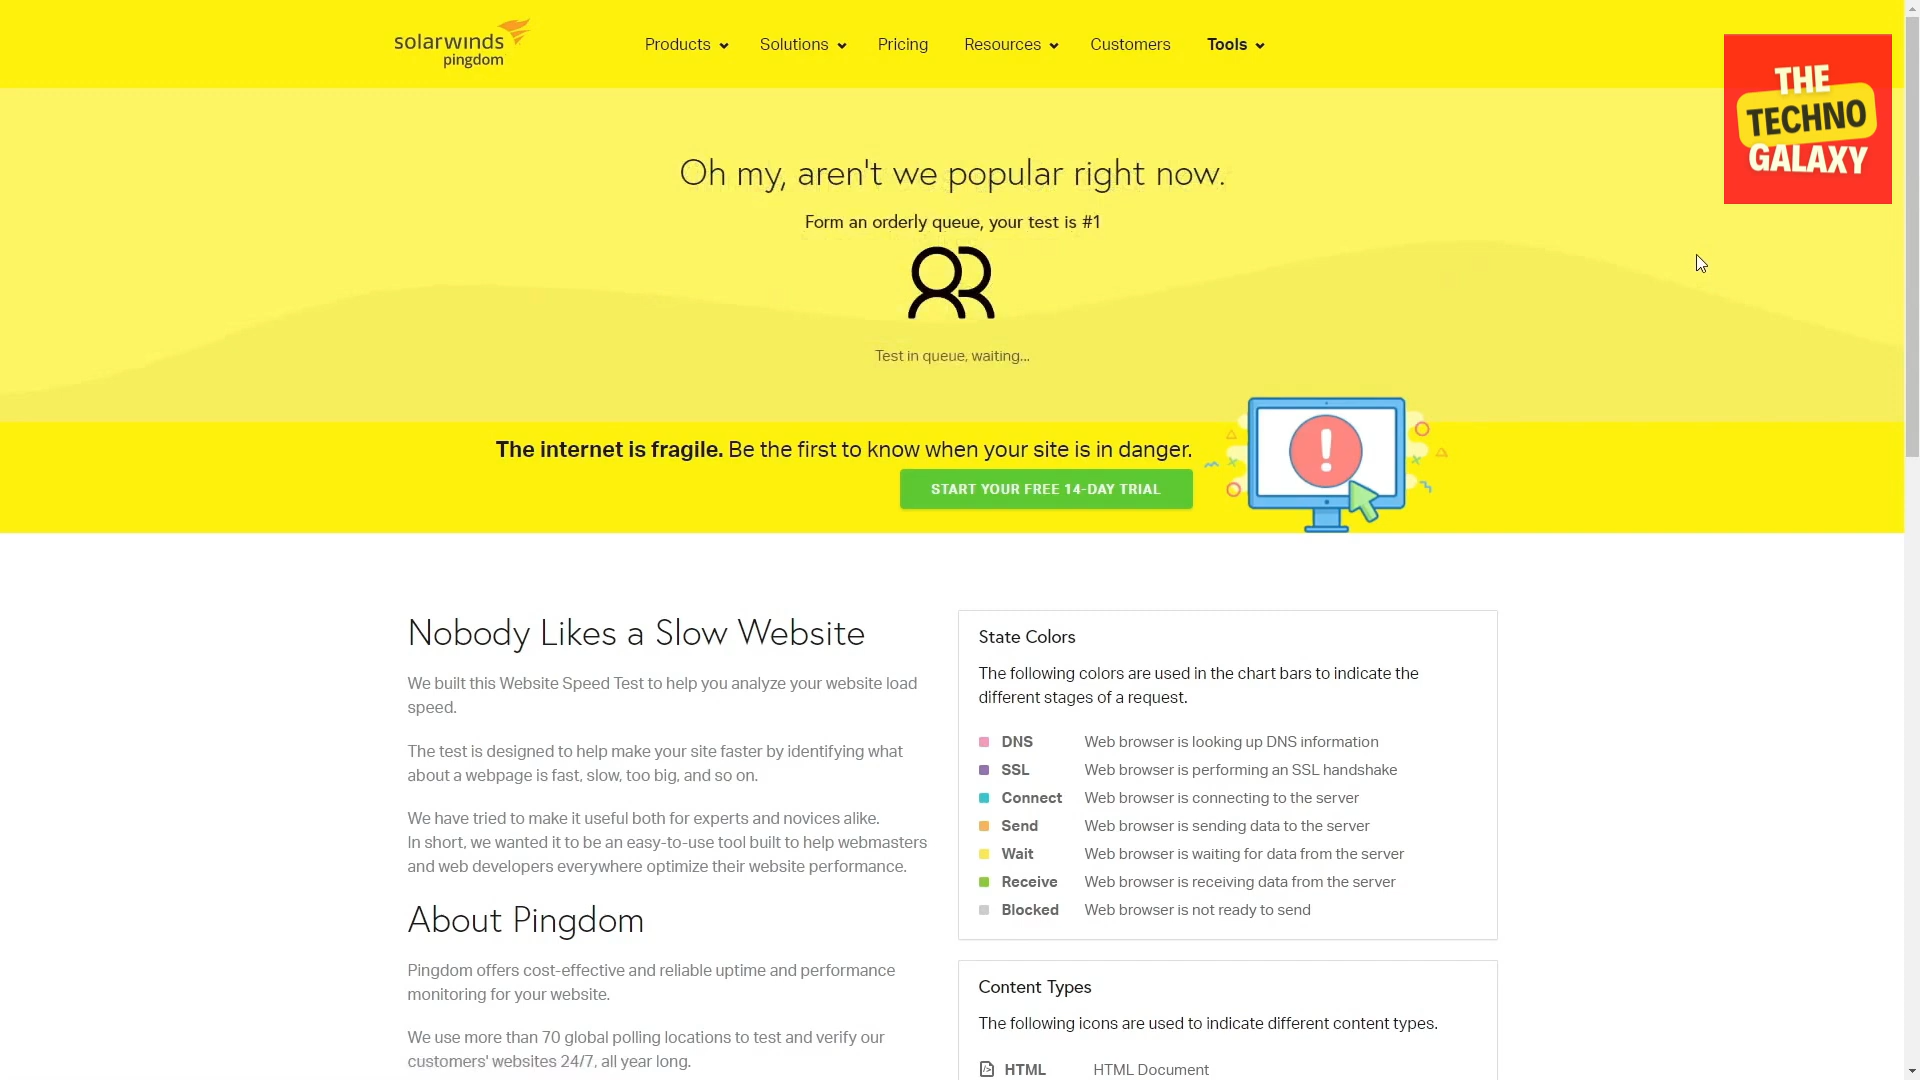 solarwinds
pingdom
Products
Solutions
Pricing
Resources
Customers
Tools
THE
TECHNO
GALAXY
Oh my, aren't we popular right now.
Form an orderly queue, your test is #1
Test in queue, waiting...
The internet is fragile. Be the first to know when your site is in danger.
START YOUR FREE 14-DAY TRIAL
!
Nobody Likes a Slow Website
We built this Website Speed Test to help you analyze your website load
speed.
The test is designed to help make your site faster by identifying what
about a webpage is fast, slow, too big, and so on.
We have tried to make it useful both for experts and novices alike.
In short, we wanted it to be an easy-to-use tool built to help webmasters
and web developers everywhere optimize their website performance.
About Pingdom
Pingdom offers cost-effective and reliable uptime and performance
monitoring for your website.
We use more than 70 global polling locations to test and verify our
customers' websites 24/7, all year long.
State Colors
The following colors are used in the chart bars to indicate the
different stages of a request.
DNS Web browser is looking up DNS information
SSL Web browser is performing an SSL handshake
Connect Web browser is connecting to the server
Send Web browser is sending data to the server
Wait Web browser is waiting for data from the server
Receive Web browser is receiving data from the server
Blocked Web browser is not ready to send
Content Types
The following icons are used to indicate different content types.
HTML HTML Document